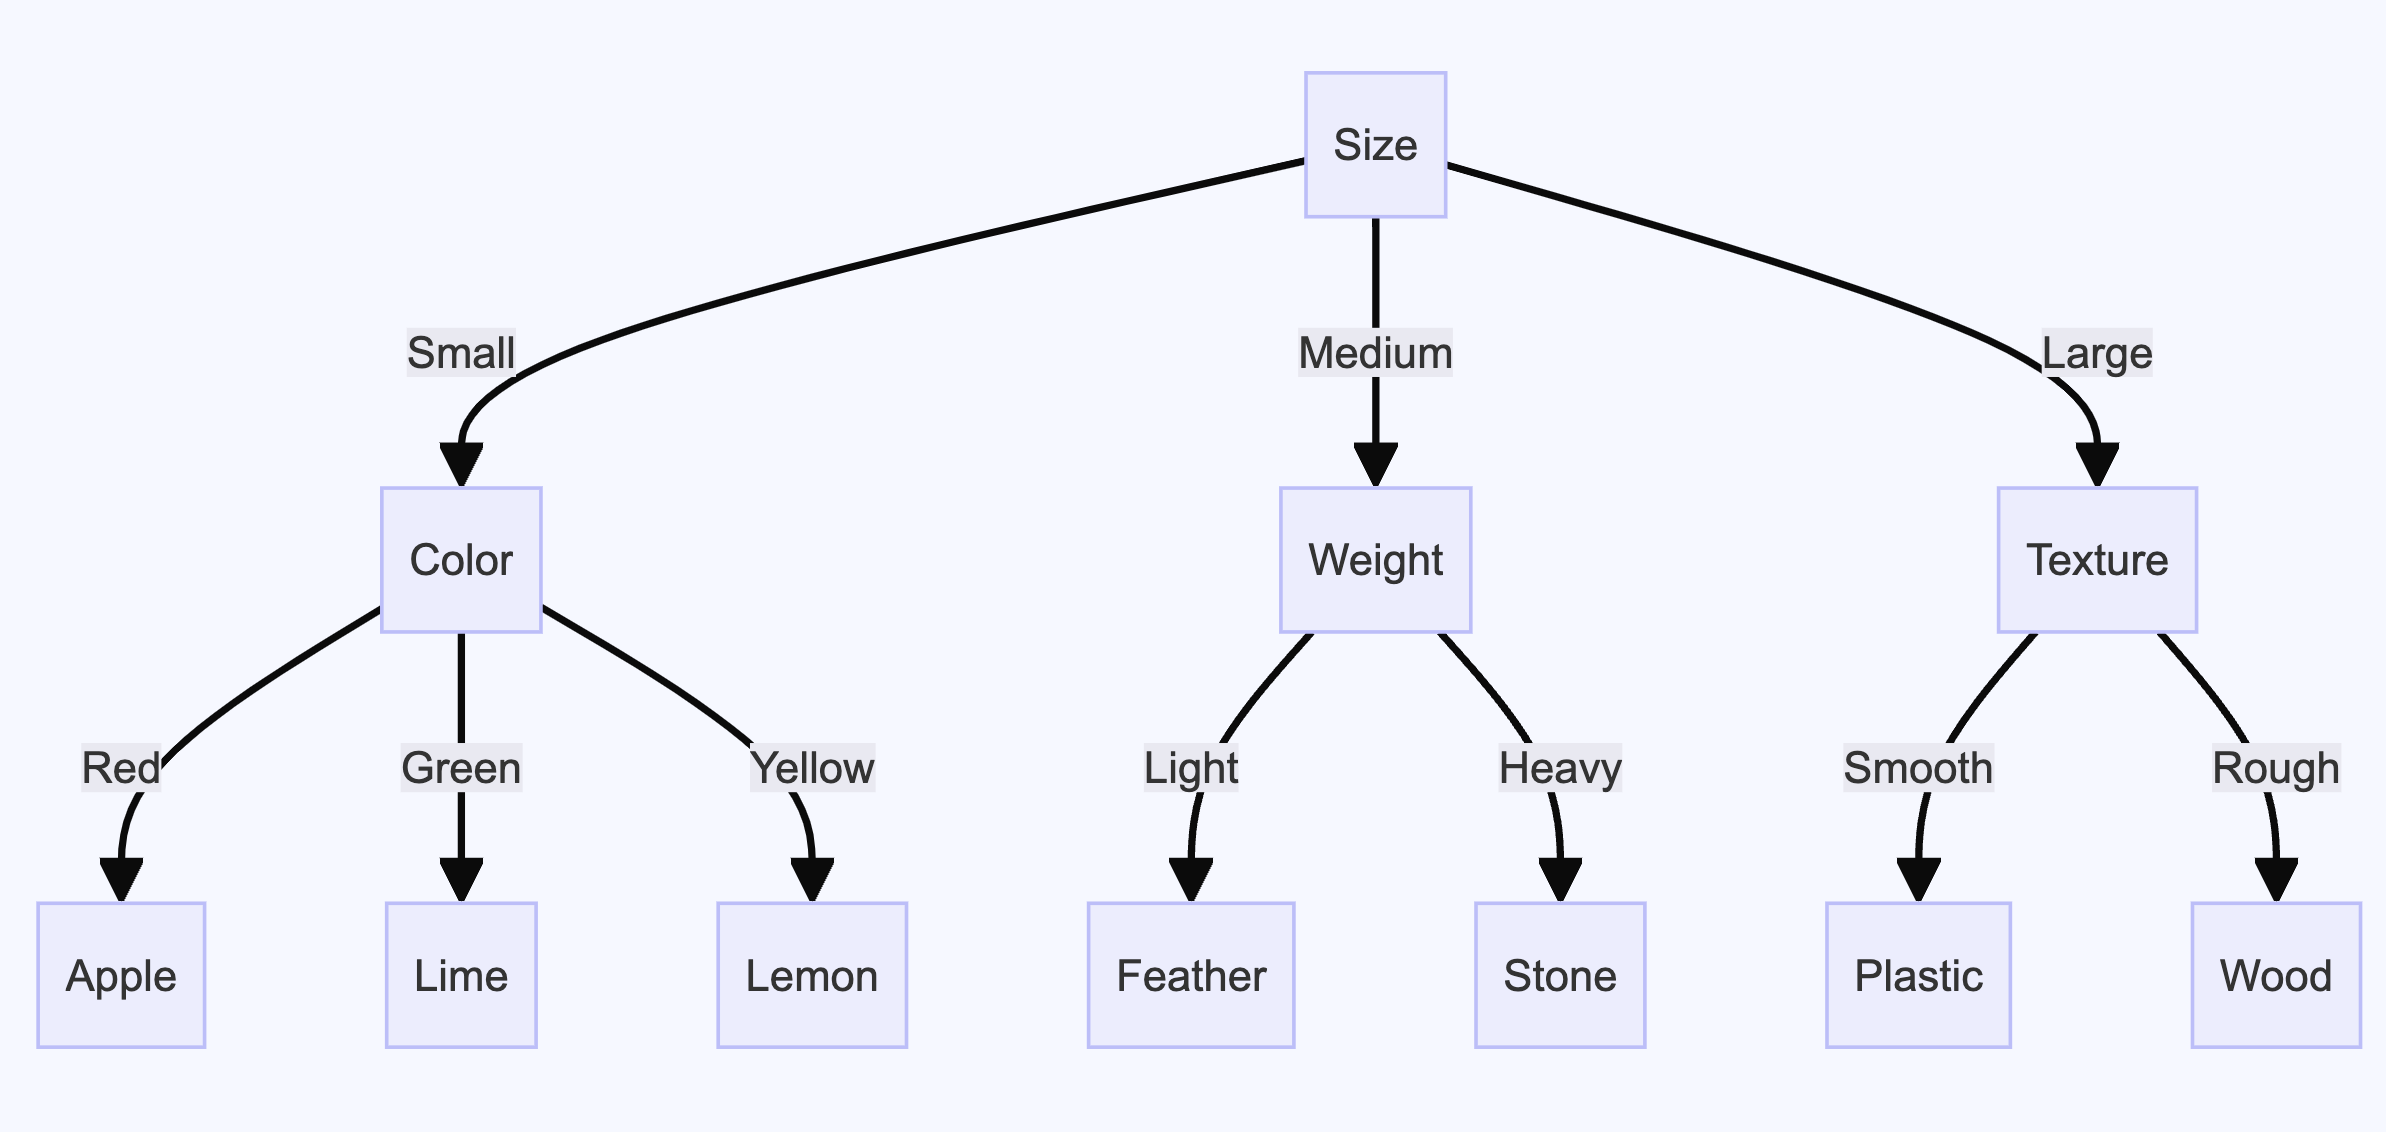 Size
Small
Medium
Large
Color
Weight
Texture
Red
Green
Yellow
Light
Heavy
Smooth
Rough
Apple
Lime
Lemon
Feather
Stone
Plastic
Wood